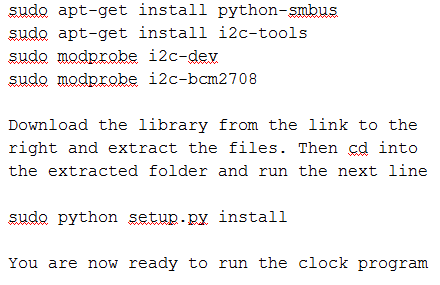 sudo apt-get install python-smbus
sudo apt-get install i2c-tools
sudo modprobe i2c-dev
sudo modprobe i2c-bcm2708
Download the library from the link to the
right and extract the files. Then cd into
the extracted folder and run the next line
sudo python setup.py install
You are now ready to run the clock program